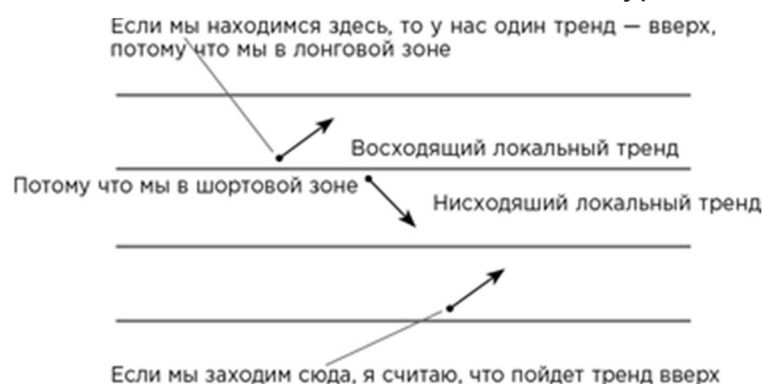 Если мы находимся здесь, то у нас один тренд — вверх,
потому что мы в лонговой зоне
Восходящий локальный тренд
Потому что мы в шортовой зоне
Нисходяший локальный тренд
Если мы заходим сюда, я считаю, что пойдет тренд вверх